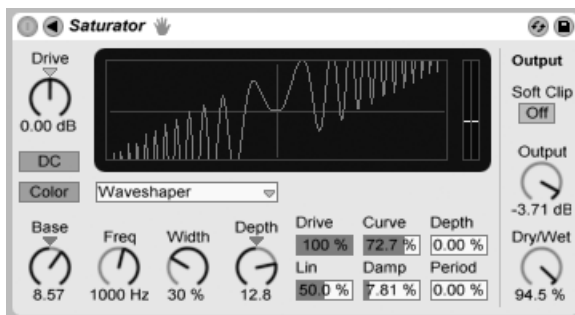 Saturator
Drive
0.00 dB
DC
Color
Waveshaper
Base
8.57
Freq
1000 Hz
Width
30 %
Depth
12.8
Drive Curve Depth
100 % 72.7 % 0.00 %
Lin Damp Period
50.0 % 7.81 % 0.00 %
Output
Soft Clip
Off
Output
-3.71 dB
Dry/Wet
94.5 %